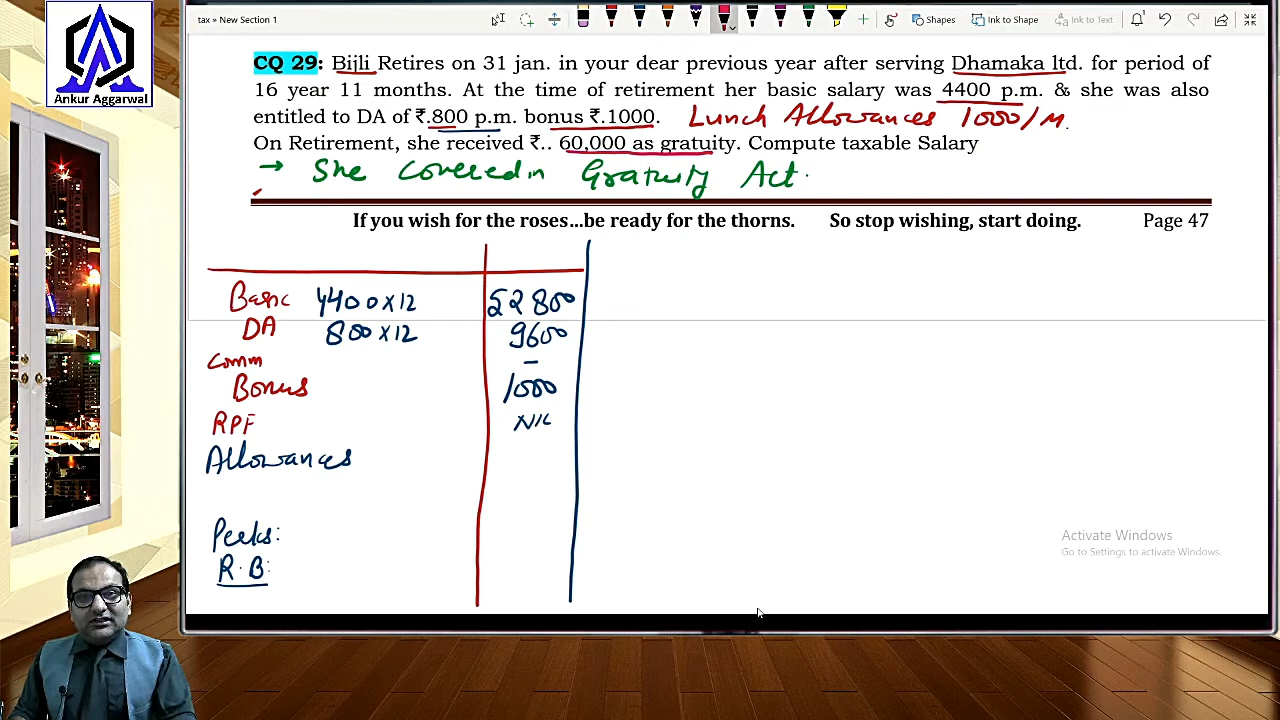 tax » New Section 1
Shapes
Ink to Shape
Ink to Text
Ankur Aggarwal
CQ 29: Bijli Retires on 31 jan. in your dear previous year after serving Dhamaka ltd. for period of
16 year 11 months. At the time of retirement her basic salary was 4400 p.m. & she was also
entitled to DA of ₹.800 p.m. bonus ₹.1000. Lunch Allowances 1000/M.
On Retirement, she received ₹.. 60,000 as gratuity. Compute taxable Salary
→ She Covered in Gratuity Act.
If you wish for the roses...be ready for the thorns. So stop wishing, start doing. Page 47
Basic 4400 x 12 52800
DA 800 x 12 9600
Comm –
Bonus 1000
RPF NIL
Allowances
Perks:
R.B:
Activate Windows
Go to Settings to activate Windows.